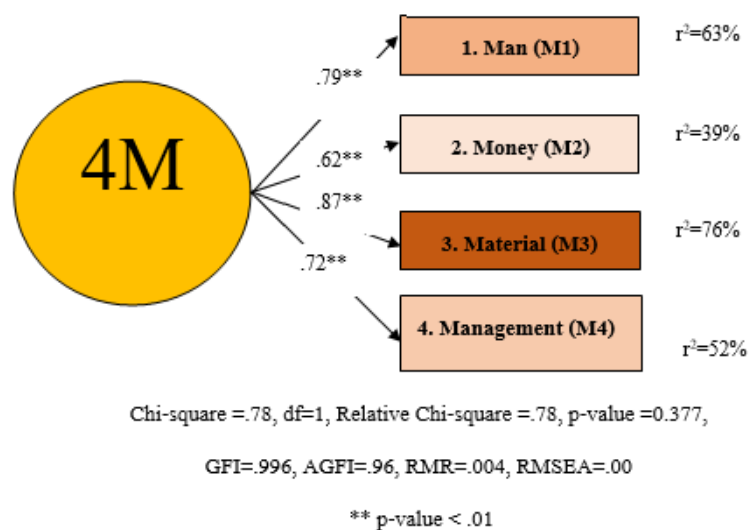 4M
.79**
.62**
.87**
.72**
1. Man (M1)
r²=63%
2. Money (M2)
r²=39%
3. Material (M3)
r²=76%
4. Management (M4)
r²=52%
Chi-square =.78, df=1, Relative Chi-square =.78, p-value =0.377,
GFI=.996, AGFI=.96, RMR=.004, RMSEA=.00
** p-value < .01